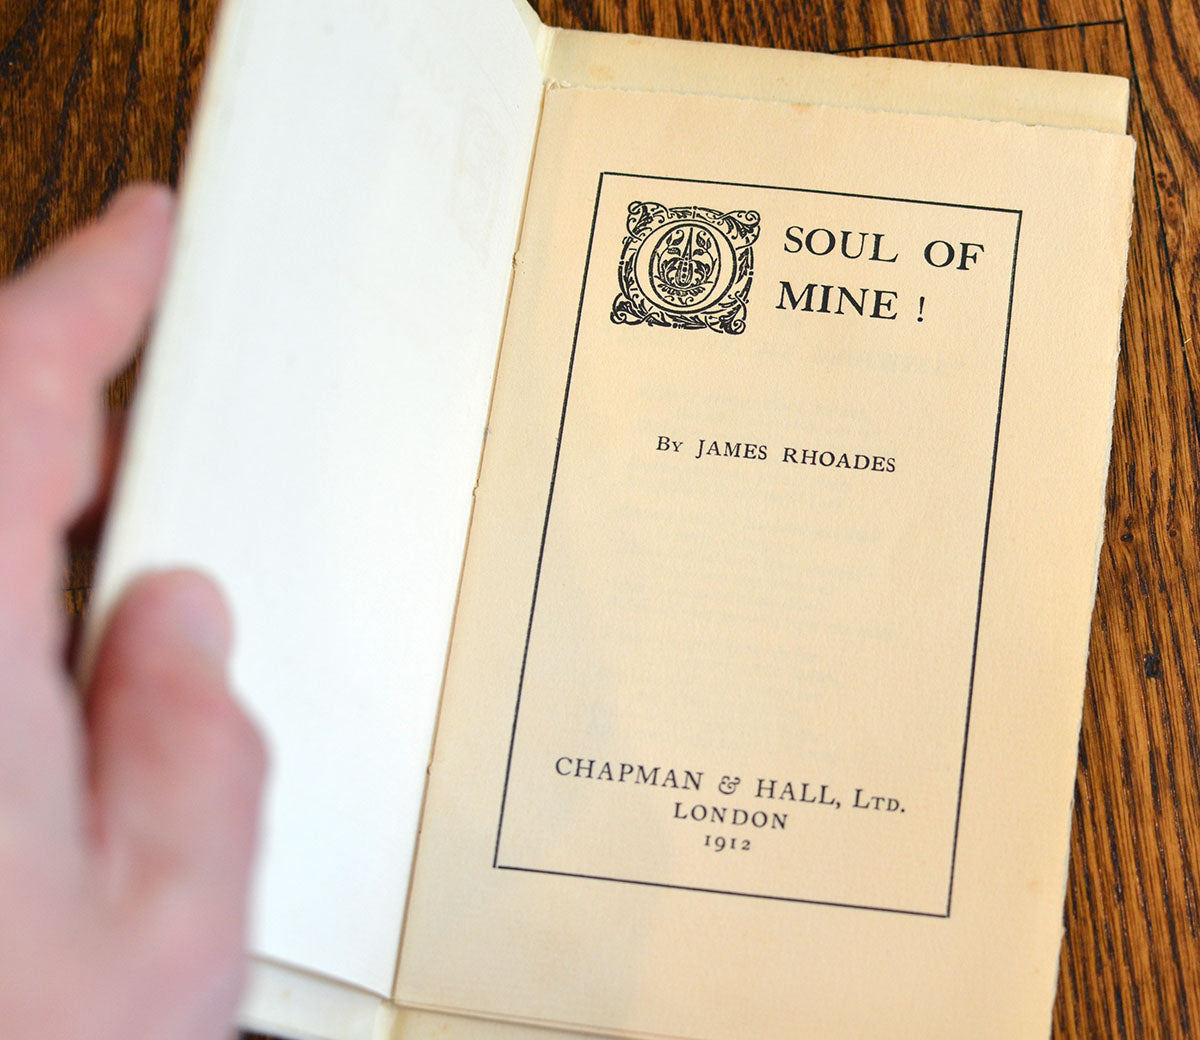 O SOUL OF
MINE !
By JAMES RHOADES
CHAPMAN & HALL, LTD.
LONDON
1912